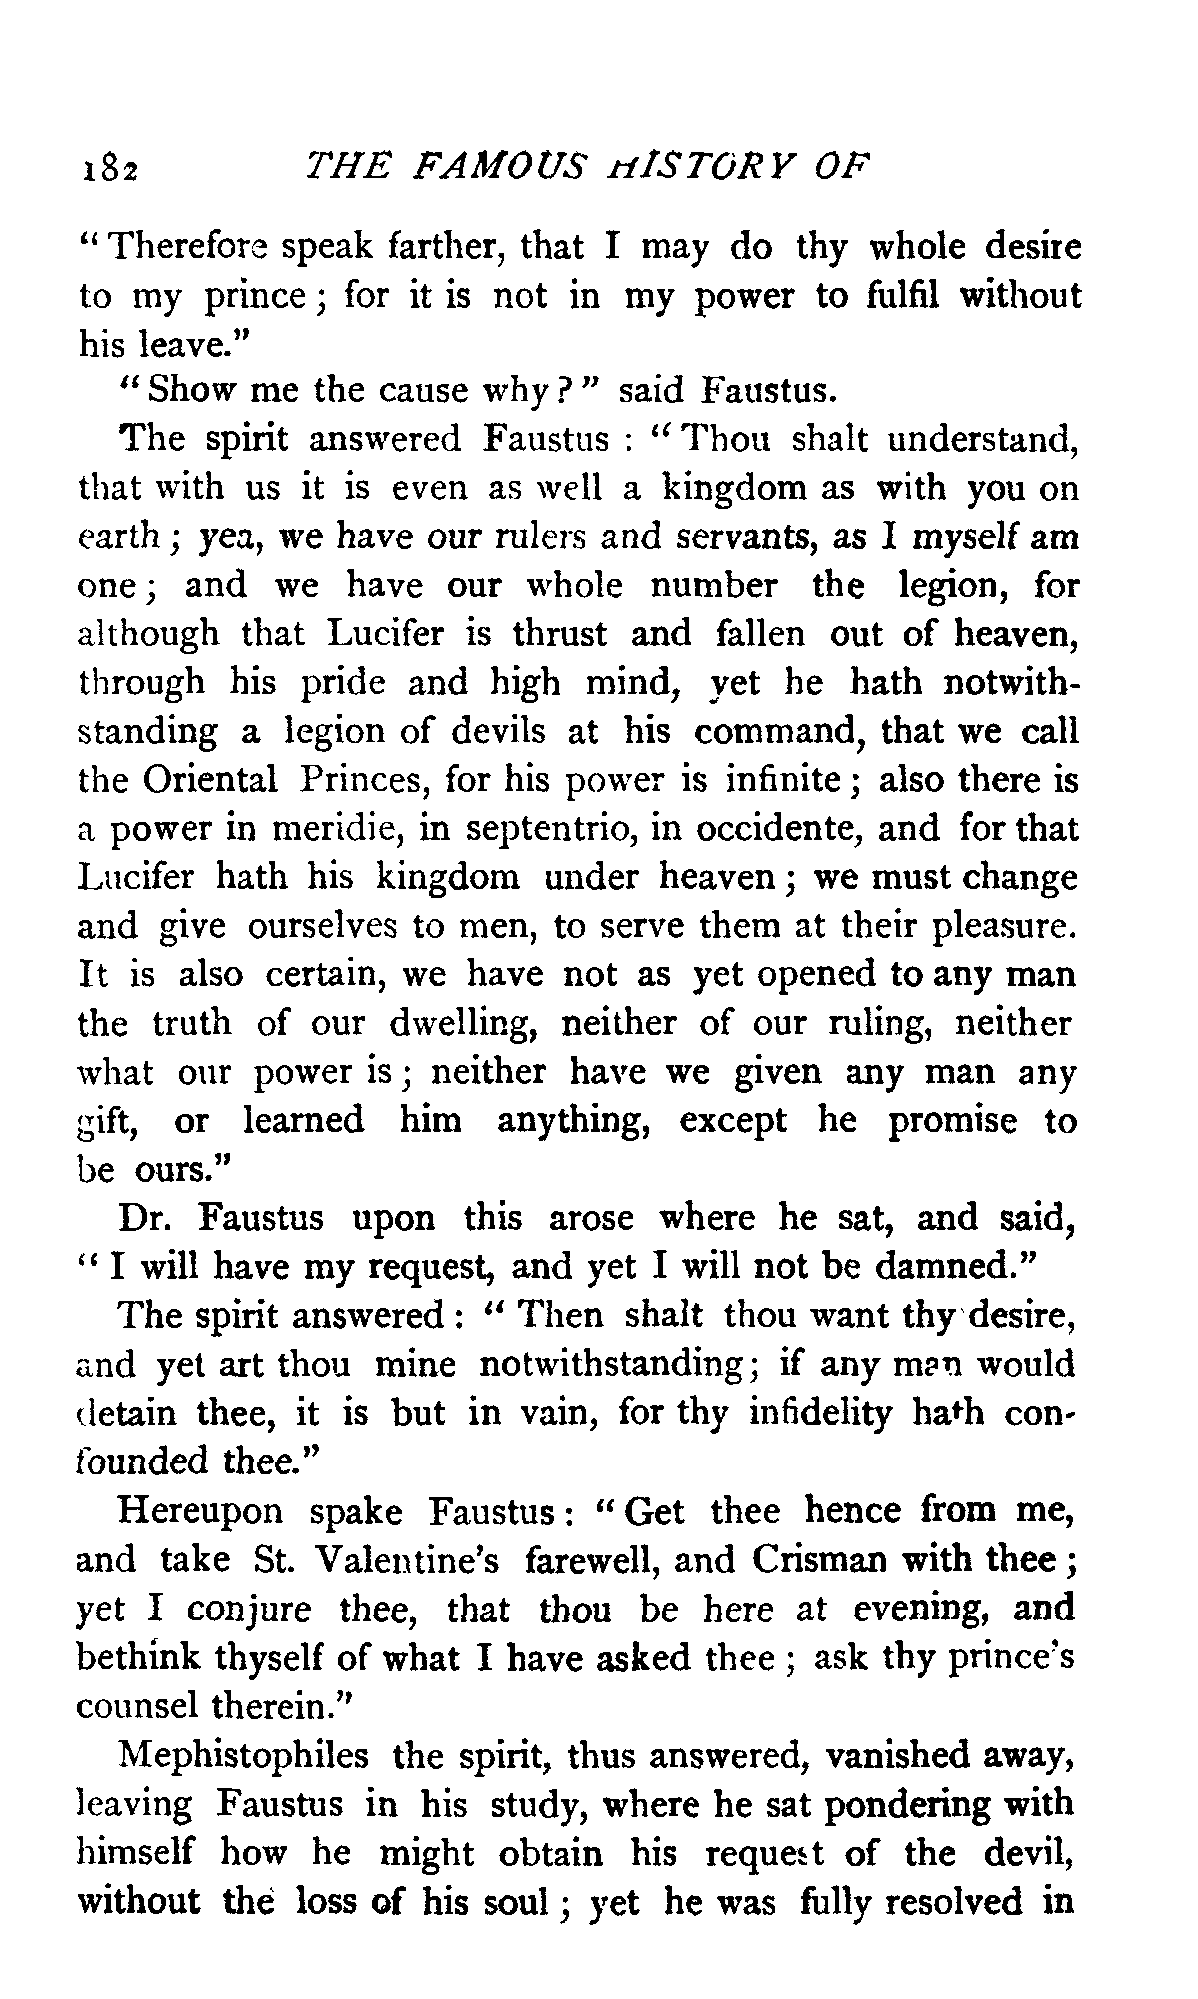 182 THE FAMOUS HISTORY OF
" Therefore speak farther, that I may do thy whole desire
to my prince ; for it is not in my power to fulfil without
his leave."
" Show me the cause why ? " said Faustus.
The spirit answered Faustus : " Thou shalt understand,
that with us it is even as well a kingdom as with you on
earth ; yea, we have our rulers and servants, as I myself am
one ; and we have our whole number the legion, for
although that Lucifer is thrust and fallen out of heaven,
through his pride and high mind, yet he hath notwith-
standing a legion of devils at his command, that we call
the Oriental Princes, for his power is infinite ; also there is
a power in meridie, in septentrio, in occidente, and for that
Lucifer hath his kingdom under heaven ; we must change
and give ourselves to men, to serve them at their pleasure.
It is also certain, we have not as yet opened to any man
the truth of our dwelling, neither of our ruling, neither
what our power is ; neither have we given any man any
gift, or learned him anything, except he promise to
be ours."
Dr. Faustus upon this arose where he sat, and said,
" I will have my request, and yet I will not be damned."
The spirit answered : " Then shalt thou want thy desire,
and yet art thou mine notwithstanding ; if any man would
detain thee, it is but in vain, for thy infidelity hath con-
founded thee."
Hereupon spake Faustus : " Get thee hence from me,
and take St. Valentine's farewell, and Crisman with thee ;
yet I conjure thee, that thou be here at evening, and
bethink thyself of what I have asked thee ; ask thy prince's
counsel therein."
Mephistophiles the spirit, thus answered, vanished away,
leaving Faustus in his study, where he sat pondering with
himself how he might obtain his request of the devil,
without the loss of his soul ; yet he was fully resolved in